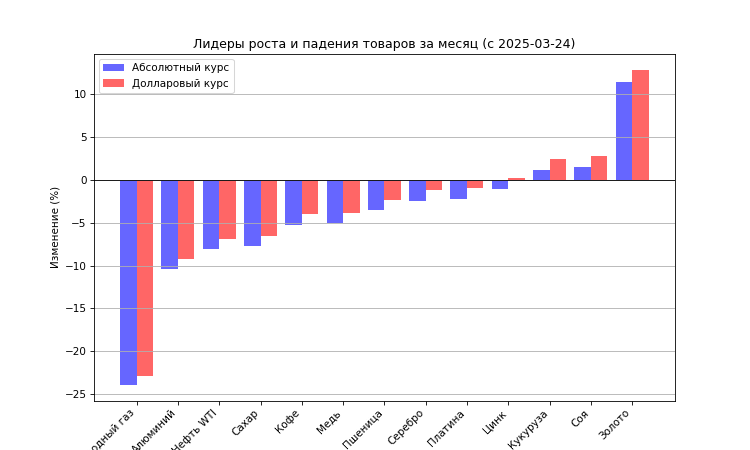 Лидеры роста и падения товаров за месяц (с 2025-03-24)
Абсолютный курс
Долларовый курс
Изменение (%)
10
5
0
−5
−10
−15
−20
−25
одный газ
Алюминий
Нефть WTI
Сахар
Кофе
Медь
Пшеница
Серебро
Платина
Цинк
Кукуруза
Соя
Золото